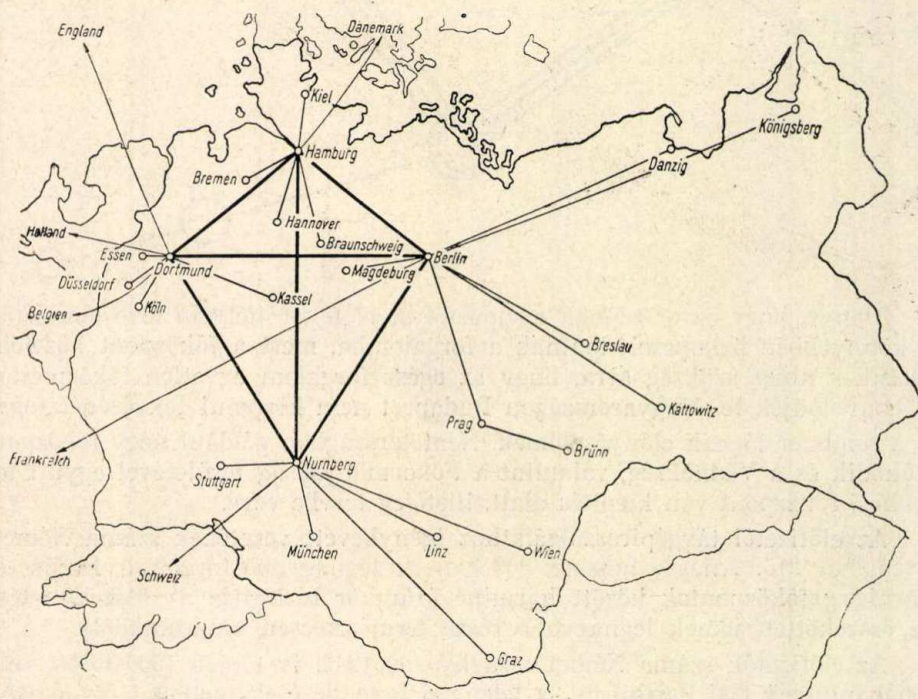 England
Dänemark
Kiel
Königsberg
Hamburg
Danzig
Bremen
Hannover
Holland
Braunschweig
Essen
Berlin
Dortmund
Magdeburg
Düsseldorf
Kassel
Köln
Belgien
Breslau
Kattowitz
Prag
Brünn
Frankreich
Nürnberg
Stuttgart
München
Linz
Wien
Schweiz
Graz